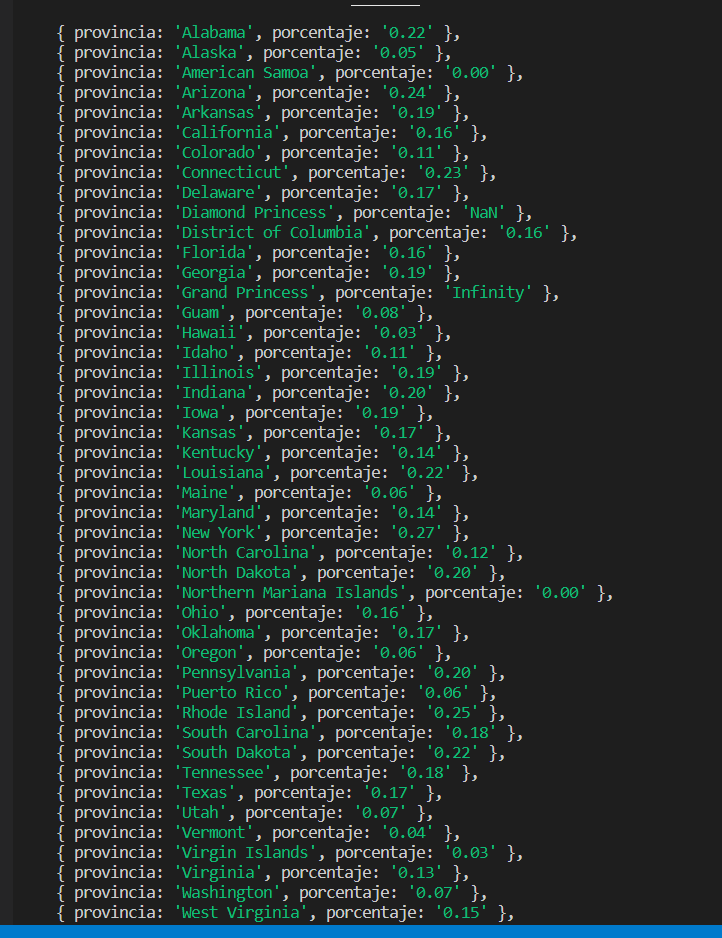 { provincia: 'Alabama', porcentaje: '0.22' },
{ provincia: 'Alaska', porcentaje: '0.05' },
{ provincia: 'American Samoa', porcentaje: '0.00' },
{ provincia: 'Arizona', porcentaje: '0.24' },
{ provincia: 'Arkansas', porcentaje: '0.19' },
{ provincia: 'California', porcentaje: '0.16' },
{ provincia: 'Colorado', porcentaje: '0.11' },
{ provincia: 'Connecticut', porcentaje: '0.23' },
{ provincia: 'Delaware', porcentaje: '0.17' },
{ provincia: 'Diamond Princess', porcentaje: 'NaN' },
{ provincia: 'District of Columbia', porcentaje: '0.16' },
{ provincia: 'Florida', porcentaje: '0.16' },
{ provincia: 'Georgia', porcentaje: '0.19' },
{ provincia: 'Grand Princess', porcentaje: 'Infinity' },
{ provincia: 'Guam', porcentaje: '0.08' },
{ provincia: 'Hawaii', porcentaje: '0.03' },
{ provincia: 'Idaho', porcentaje: '0.11' },
{ provincia: 'Illinois', porcentaje: '0.19' },
{ provincia: 'Indiana', porcentaje: '0.20' },
{ provincia: 'Iowa', porcentaje: '0.19' },
{ provincia: 'Kansas', porcentaje: '0.17' },
{ provincia: 'Kentucky', porcentaje: '0.14' },
{ provincia: 'Louisiana', porcentaje: '0.22' },
{ provincia: 'Maine', porcentaje: '0.06' },
{ provincia: 'Maryland', porcentaje: '0.14' },
{ provincia: 'New York', porcentaje: '0.27' },
{ provincia: 'North Carolina', porcentaje: '0.12' },
{ provincia: 'North Dakota', porcentaje: '0.20' },
{ provincia: 'Northern Mariana Islands', porcentaje: '0.00' },
{ provincia: 'Ohio', porcentaje: '0.16' },
{ provincia: 'Oklahoma', porcentaje: '0.17' },
{ provincia: 'Oregon', porcentaje: '0.06' },
{ provincia: 'Pennsylvania', porcentaje: '0.20' },
{ provincia: 'Puerto Rico', porcentaje: '0.06' },
{ provincia: 'Rhode Island', porcentaje: '0.25' },
{ provincia: 'South Carolina', porcentaje: '0.18' },
{ provincia: 'South Dakota', porcentaje: '0.22' },
{ provincia: 'Tennessee', porcentaje: '0.18' },
{ provincia: 'Texas', porcentaje: '0.17' },
{ provincia: 'Utah', porcentaje: '0.07' },
{ provincia: 'Vermont', porcentaje: '0.04' },
{ provincia: 'Virgin Islands', porcentaje: '0.03' },
{ provincia: 'Virginia', porcentaje: '0.13' },
{ provincia: 'Washington', porcentaje: '0.07' },
{ provincia: 'West Virginia', porcentaje: '0.15' },